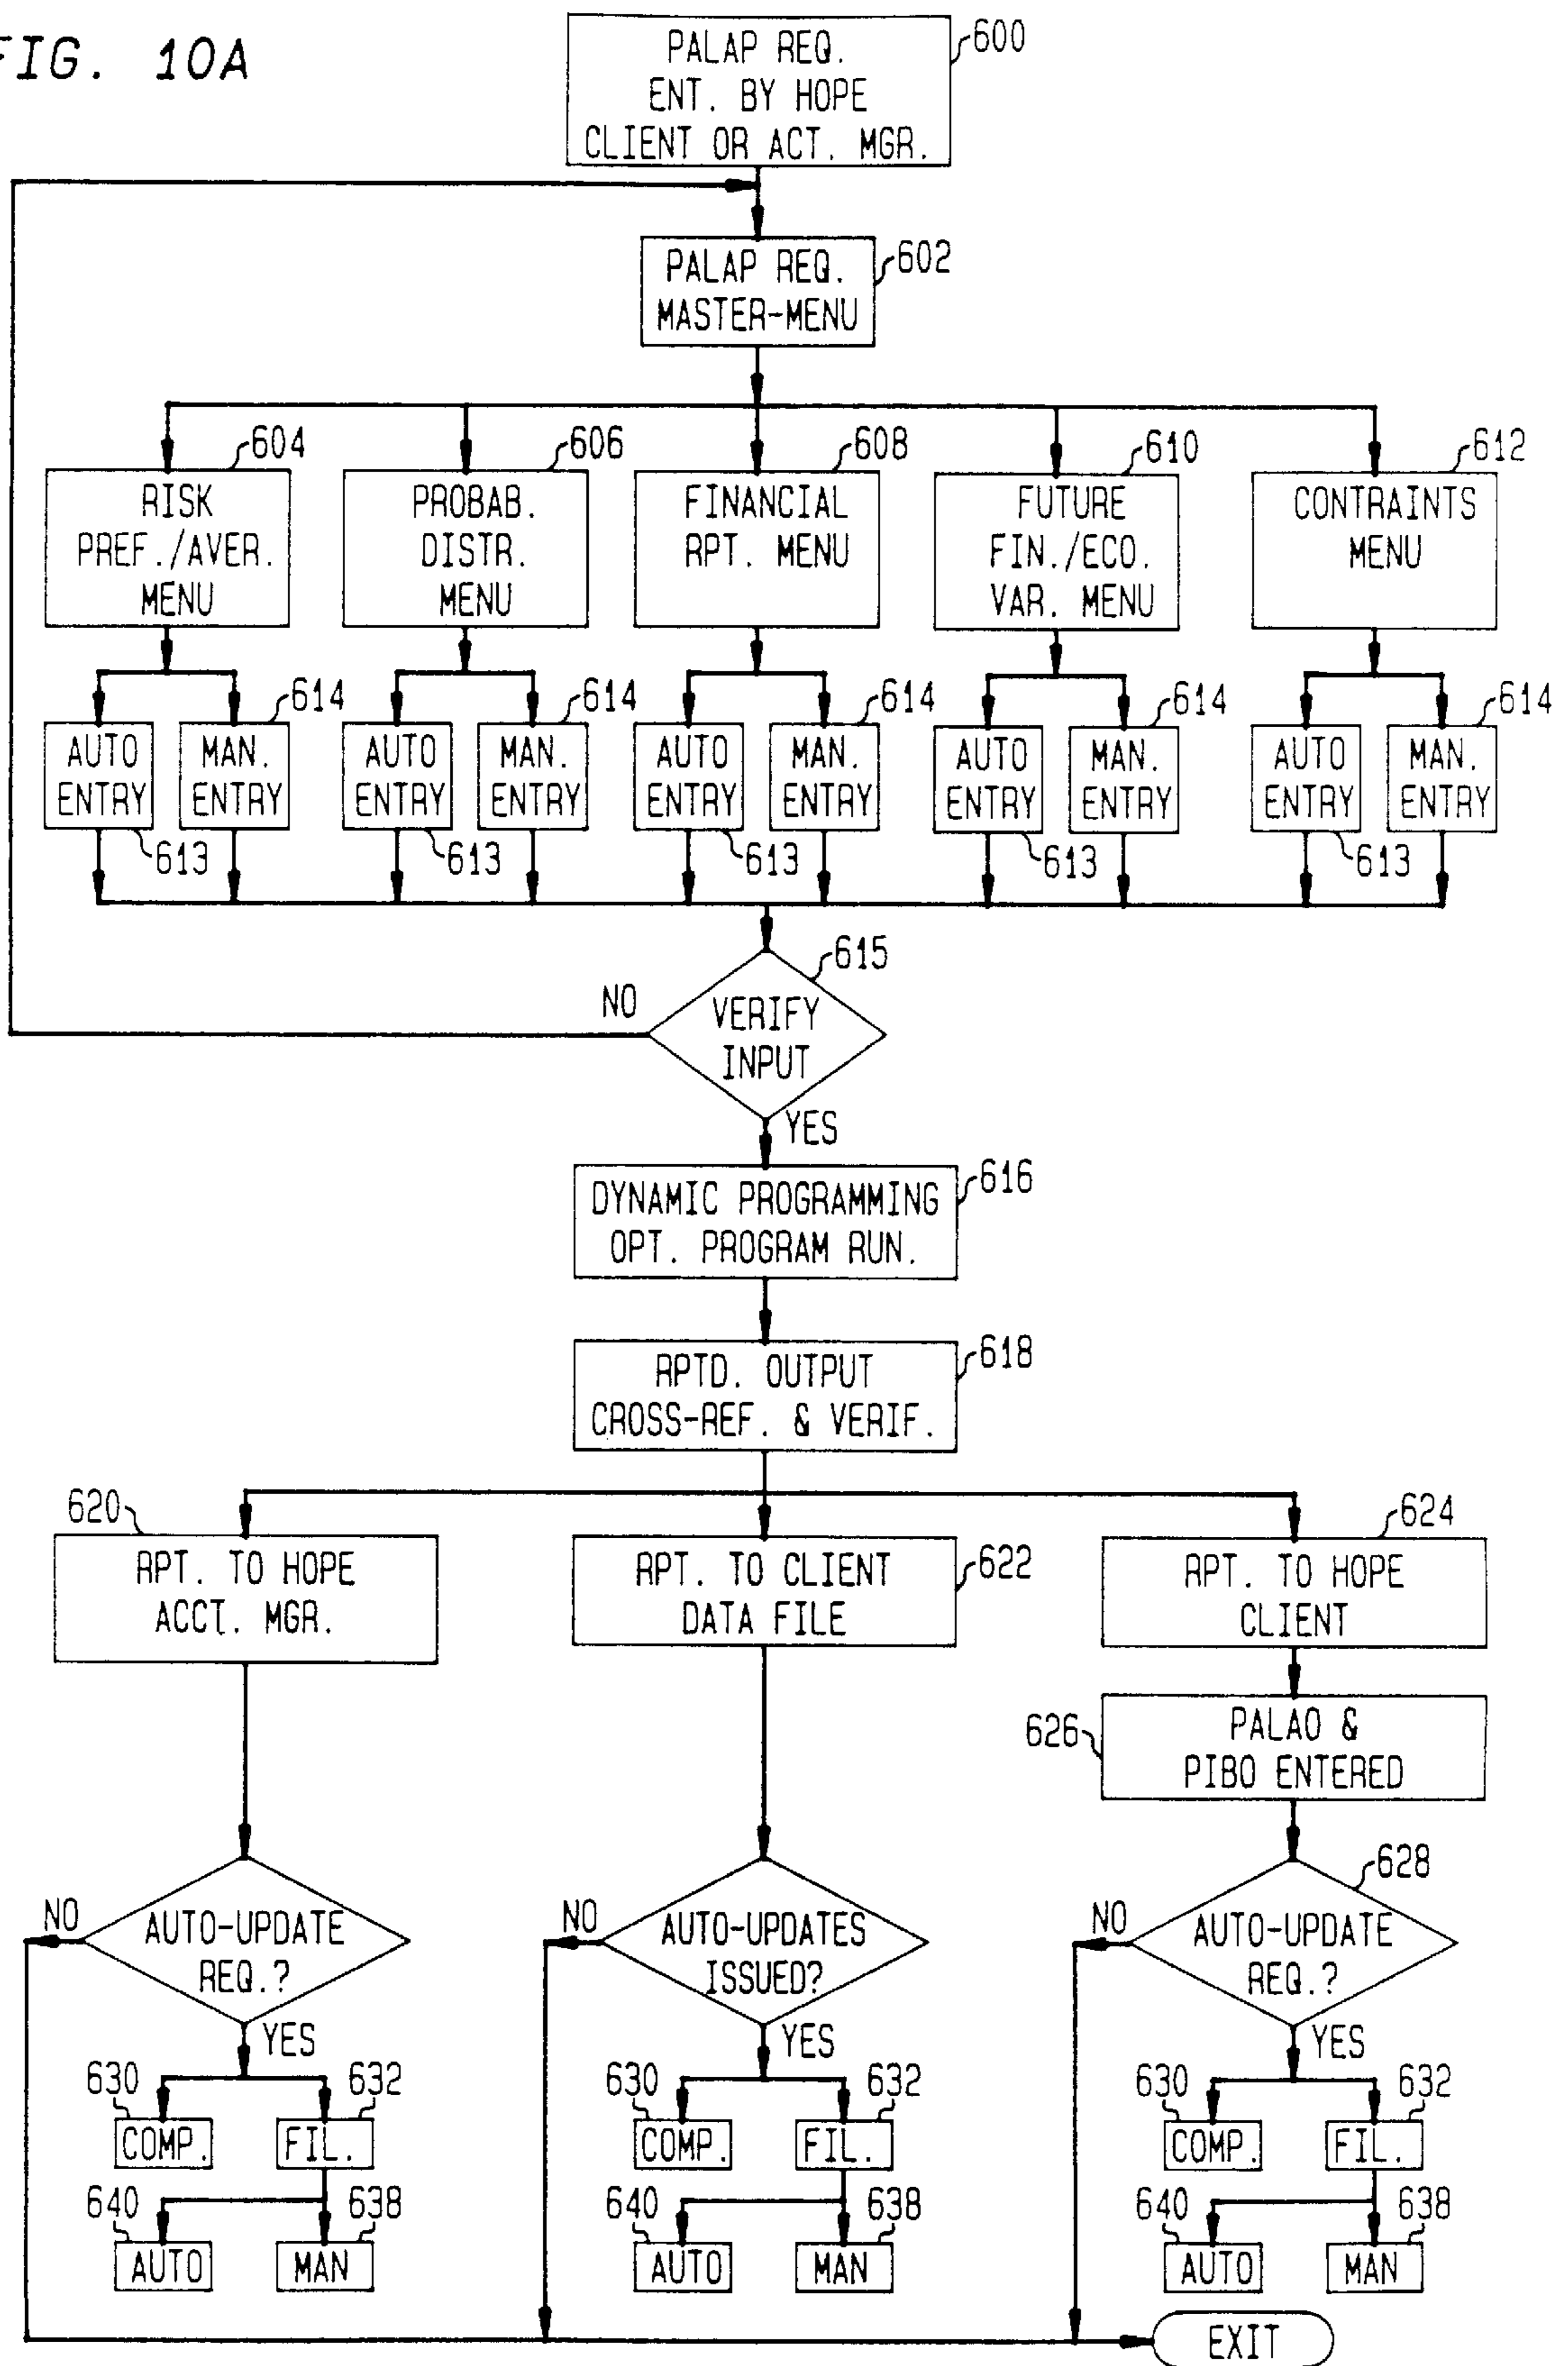 FIG. 10A
PALAP REQ.
ENT. BY HOPE
CLIENT OR ACT. MGR.
600
PALAP REQ.
MASTER-MENU
602
604
606
608
610
612
RISK
PREF./AVER.
MENU
PROBAB.
DISTR.
MENU
FINANCIAL
RPT. MENU
FUTURE
FIN./ECO.
VAR. MENU
CONTRAINTS
MENU
614
614
614
614
614
AUTO
ENTRY
MAN.
ENTRY
AUTO
ENTRY
MAN.
ENTRY
AUTO
ENTRY
MAN.
ENTRY
AUTO
ENTRY
MAN.
ENTRY
AUTO
ENTRY
MAN.
ENTRY
613
613
613
613
613
615
NO
VERIFY
INPUT
YES
616
DYNAMIC PROGRAMMING
OPT. PROGRAM RUN.
618
RPTD. OUTPUT
CROSS-REF. & VERIF.
620
RPT. TO HOPE
ACCT. MGR.
622
RPT. TO CLIENT
DATA FILE
624
RPT. TO HOPE
CLIENT
626
PALAO &
PIBO ENTERED
628
NO
AUTO-UPDATE
REQ.?
YES
NO
AUTO-UPDATES
ISSUED?
YES
NO
AUTO-UPDATE
REQ.?
YES
630
632
630
632
630
632
COMP.
FIL.
COMP.
FIL.
COMP.
FIL.
640
638
640
638
640
638
AUTO
MAN
AUTO
MAN
AUTO
MAN
EXIT